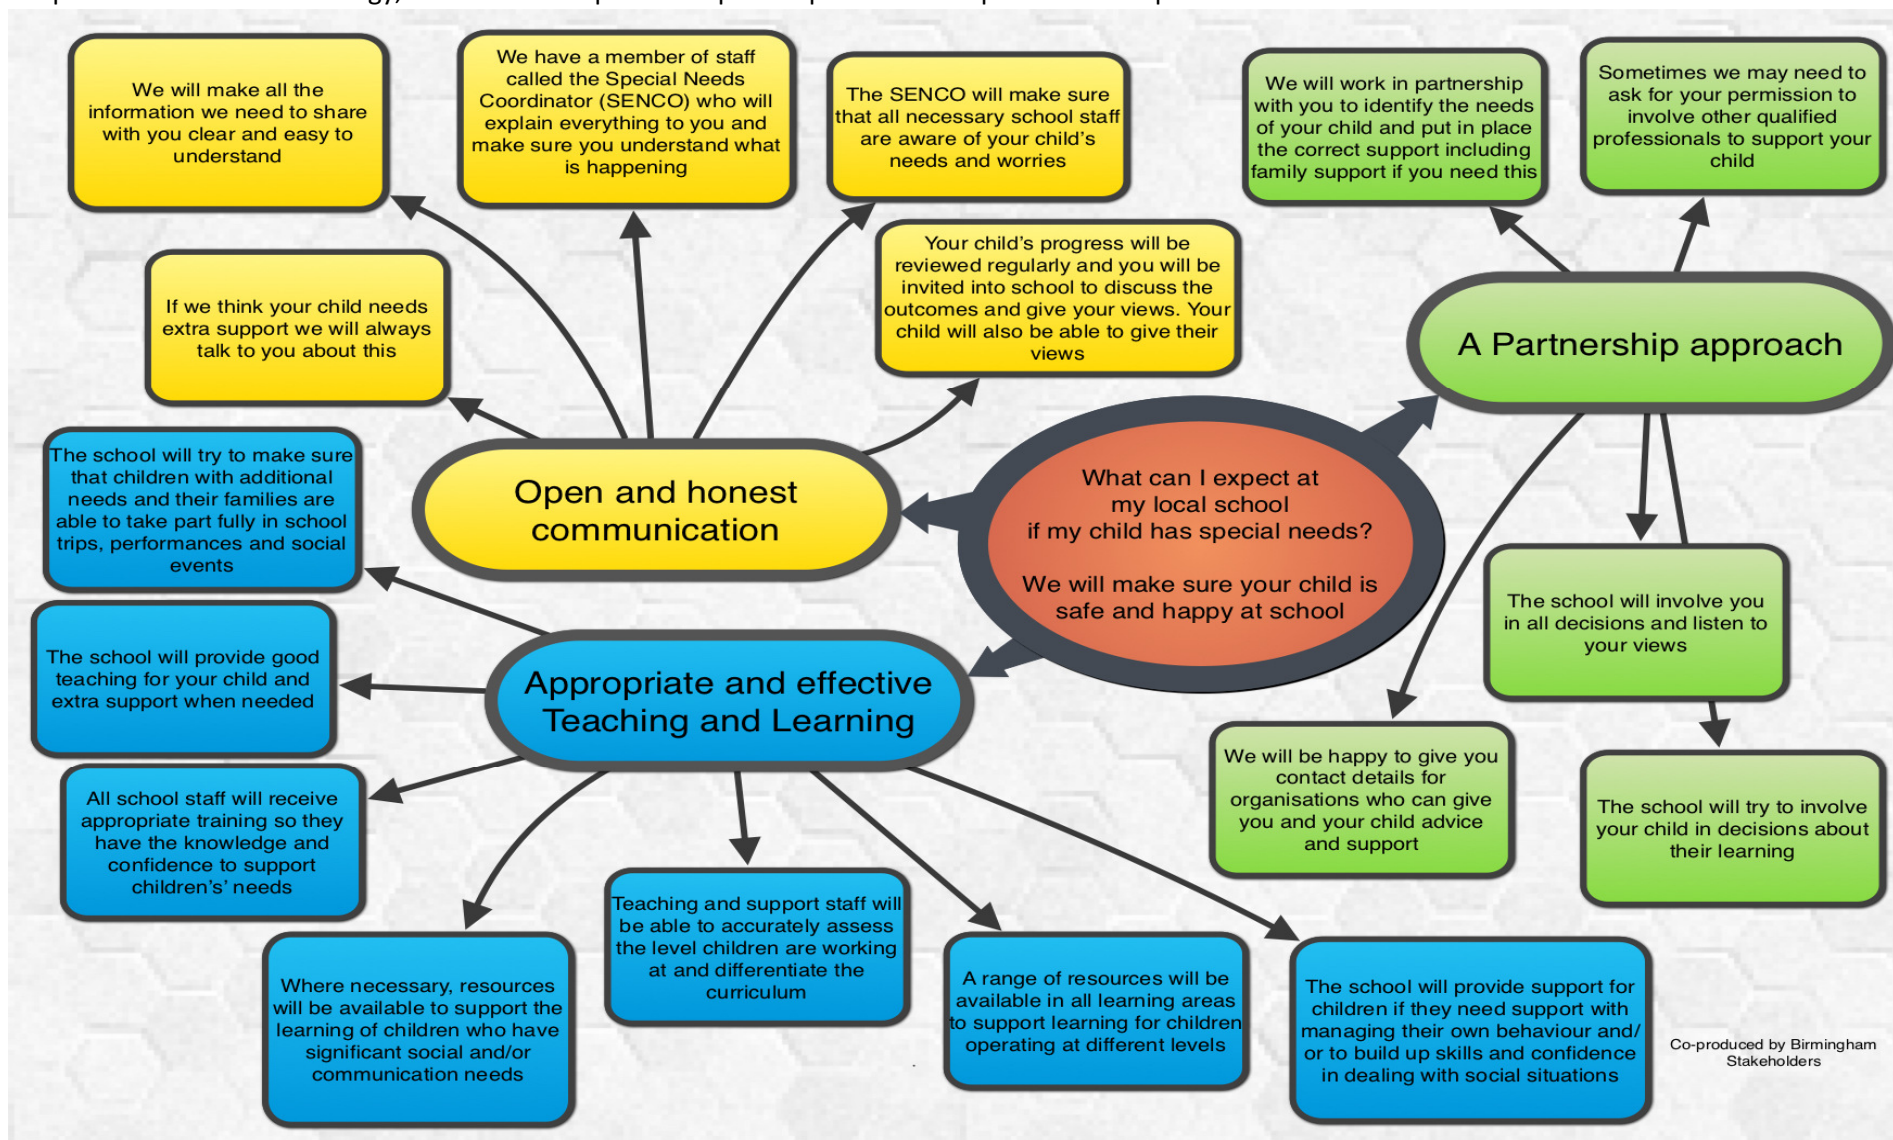 We will make all the
information we need to share
with you clear and easy to
understand
We have a member of staff
called the Special Needs
Coordinator (SENCO) who will
explain everything to you and
make sure you understand what
is happening
The SENCO will make sure
that all necessary school staff
are aware of your child's
needs and worries
We will work in partnership
with you to identify the needs
of your child and put in place
the correct support including
family support if you need this
Sometimes we may need to
ask for your permission to
involve other qualified
professionals to support your
child
If we think your child needs
extra support we will always
talk to you about this
Your child's progress will be
reviewed regularly and you will be
invited into school to discuss the
outcomes and give your views. Your
child will also be able to give their
views
A Partnership approach
Open and honest
communication
What can I expect at
my local school
if my child has special needs?
We will make sure your child is
safe and happy at school
The school will try to make sure
that children with additional
needs and their families are
able to take part fully in school
trips, performances and social
events
The school will involve you
in all decisions and listen to
your views
The school will provide good
teaching for your child and
extra support when needed
Appropriate and effective
Teaching and Learning
We will be happy to give you
contact details for
organisations who can give
you and your child advice
and support
The school will try to involve
your child in decisions about
their learning
All school staff will receive
appropriate training so they
have the knowledge and
confidence to support
children's' needs
Where necessary, resources
will be available to support the
learning of children who have
significant social and/or
communication needs
Teaching and support staff will
be able to accurately assess
the level children are working
at and differentiate the
curriculum
A range of resources will be
available in all learning areas
to support learning for children
operating at different levels
The school will provide support for
children if they need support with
managing their own behaviour and/
or to build up skills and confidence
in dealing with social situations
Co-produced by Birmingham
Stakeholders